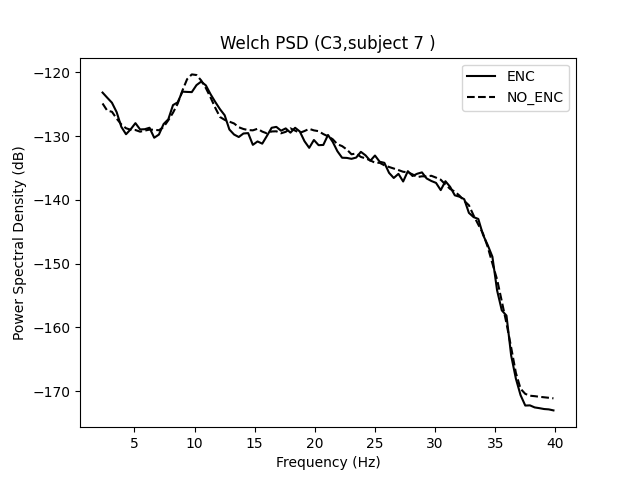 Welch PSD (C3,subject 7 )
ENC
NO_ENC
−120
−130
−140
−150
−160
−170
Power Spectral Density (dB)
5 10 15 20 25 30 35 40
Frequency (Hz)